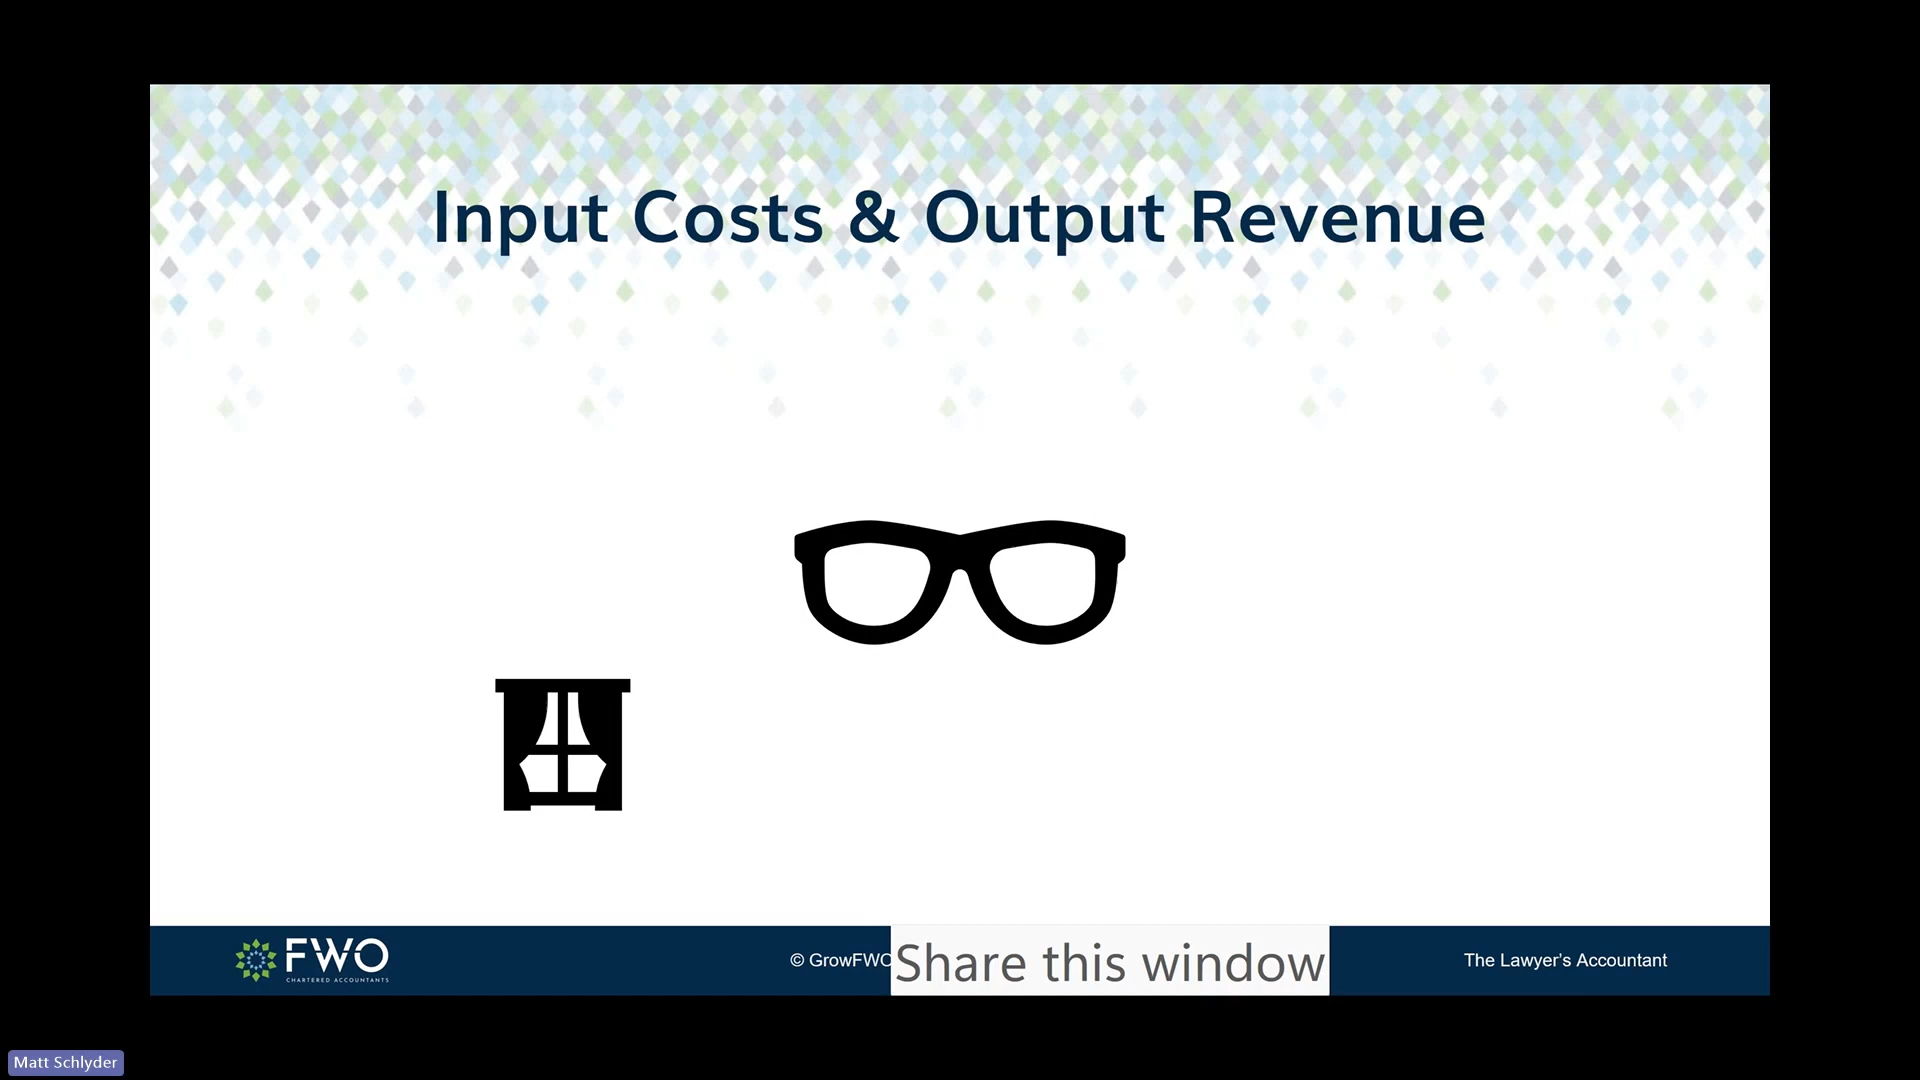 Input Costs & Output Revenue
FWO
CHARTERED ACCOUNTANTS
© GrowFWO
Share this window
The Lawyer's Accountant
Matt Schlyder